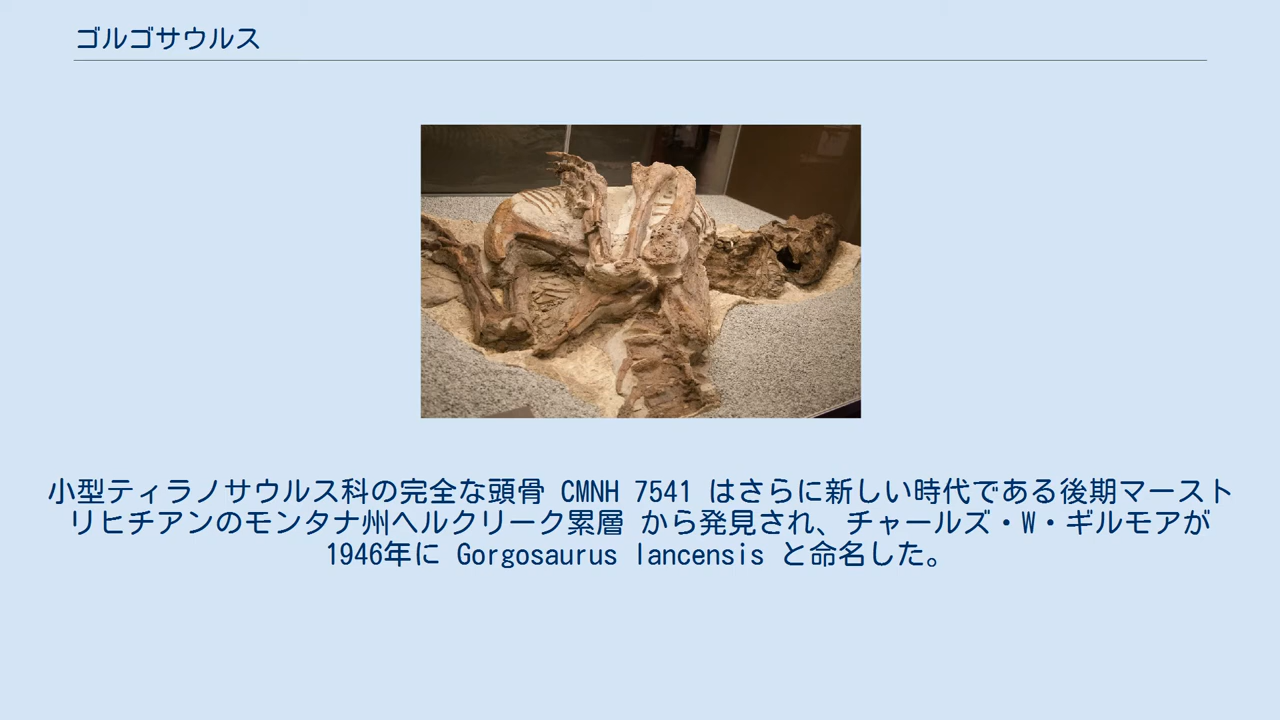 ゴルゴサウルス
小型ティラノサウルス科の完全な頭骨 CMNH 7541 はさらに新しい時代である後期マースト
リヒチアンのモンタナ州ヘルクリーク累層 から発見され、チャールズ・W・ギルモアが
1946年に Gorgosaurus lancensis と命名した。